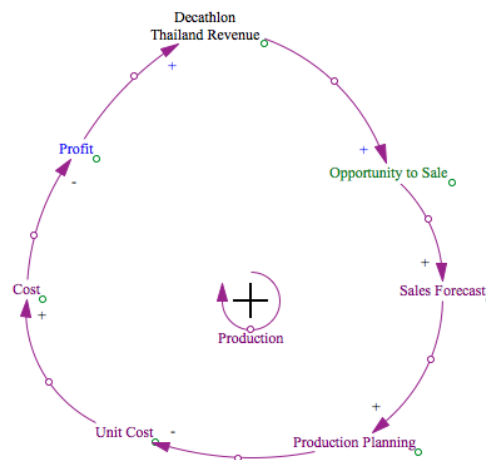 Decathlon
Thailand Revenue
+
+
Profit
-
Opportunity to Sale
+
Sales Forecast
Cost
+
+
Production
+
Unit Cost
-
Production Planning